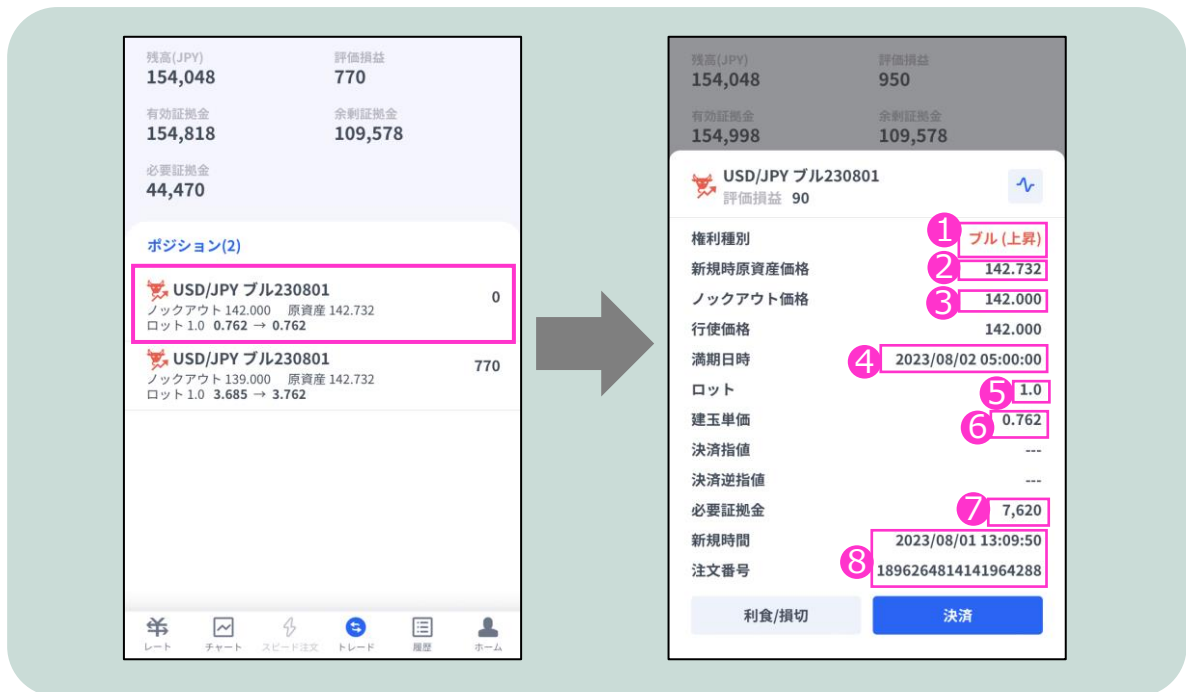 残高(JPY) 評価損益
154,048 770
有効証拠金 余剰証拠金
154,818 109,578
必要証拠金
44,470
ポジション(2)
USD/JPY ブル230801 0
ノックアウト 142.000 原資産 142.732
ロット 1.0 0.762 → 0.762
USD/JPY ブル230801 770
ノックアウト 139.000 原資産 142.732
ロット 1.0 3.685 → 3.762
レート チャート スピード注文 トレード 履歴 ホーム
残高(JPY) 評価損益
154,048 950
有効証拠金 余剰証拠金
154,998 109,578
USD/JPY ブル230801
評価損益 90
権利種別 1 ブル (上昇)
新規時原資産価格 2 142.732
ノックアウト価格 3 142.000
行使価格 142.000
満期日時 4 2023/08/02 05:00:00
ロット 5 1.0
建玉単価 6 0.762
決済指値 ---
決済逆指値 ---
必要証拠金 7 7,620
新規時間 2023/08/01 13:09:50
8
注文番号 1896264814141964288
利食/損切 決済